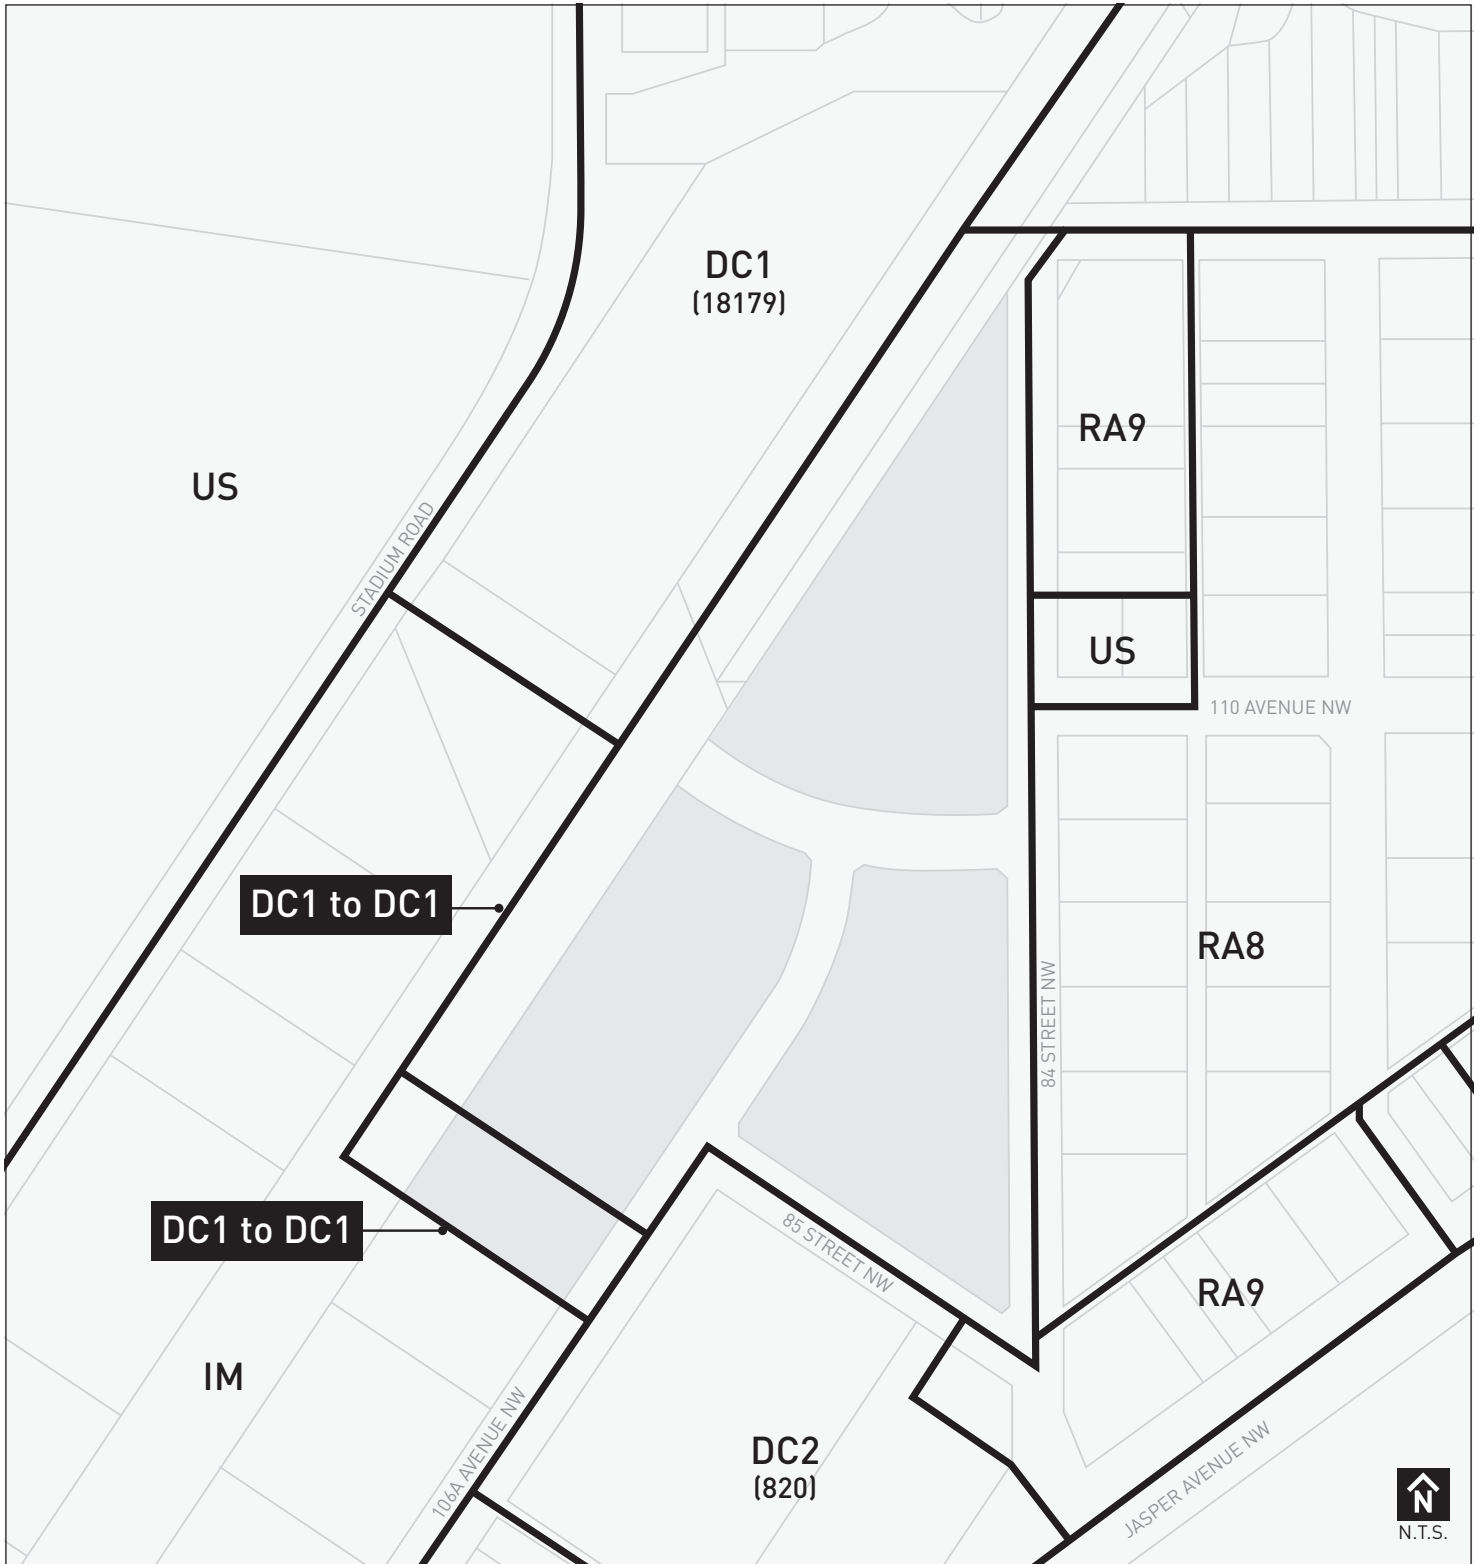 DC1
(18179)
RA9
US
STADIUM ROAD
US
110 AVENUE NW
DC1 to DC1
RA8
84 STREET NW
DC1 to DC1
85 STREET NW
RA9
IM
106A AVENUE NW
DC2
(820)
JASPER AVENUE NW
N
N.T.S.